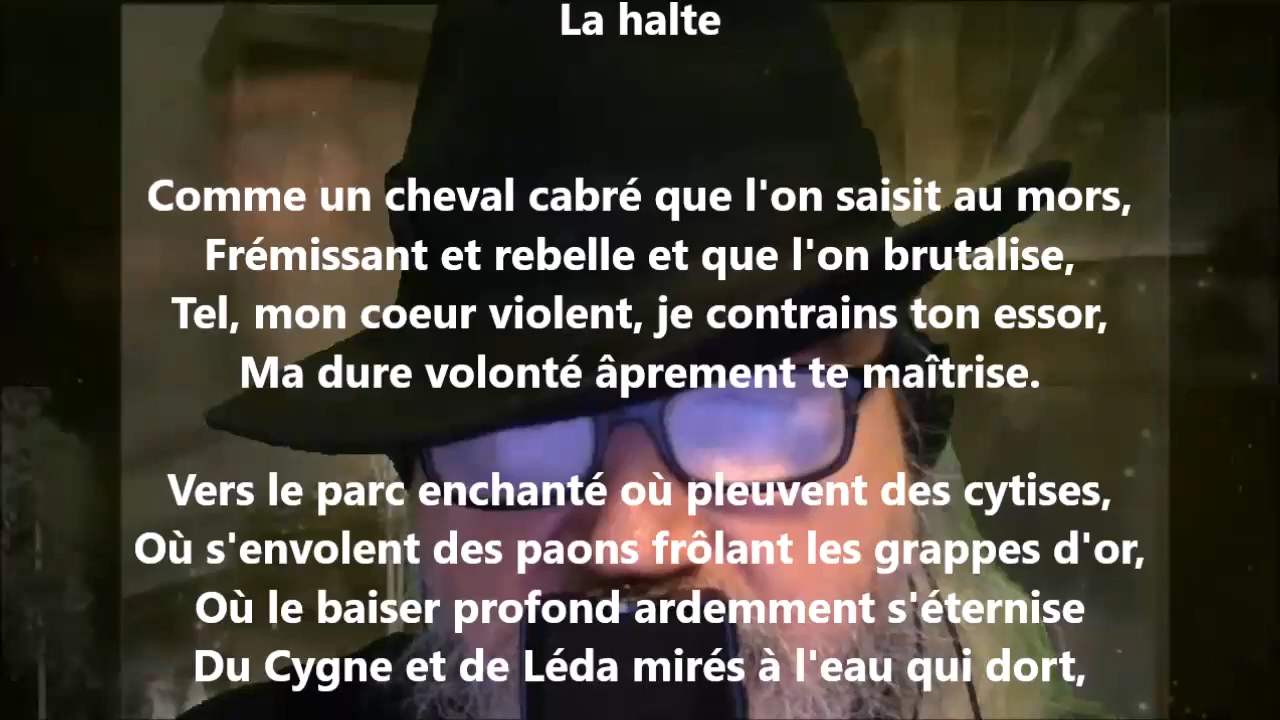 La halte
Comme un cheval cabré que l'on saisit au mors,
Frémissant et rebelle et que l'on brutalise,
Tel, mon coeur violent, je contrains ton essor,
Ma dure volonté âprement te maîtrise.
Vers le parc enchanté où pleuvent des cytises,
Où s'envolent des paons frôlant les grappes d'or,
Où le baiser profond ardemment s'éternise
Du Cygne et de Léda mirés à l'eau qui dort,